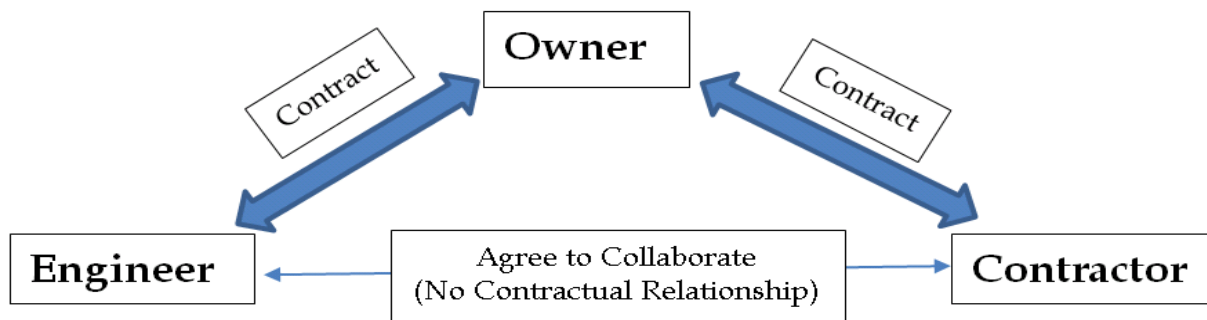 Owner
Contract
Contract
Engineer
Agree to Collaborate
(No Contractual Relationship)
Contractor